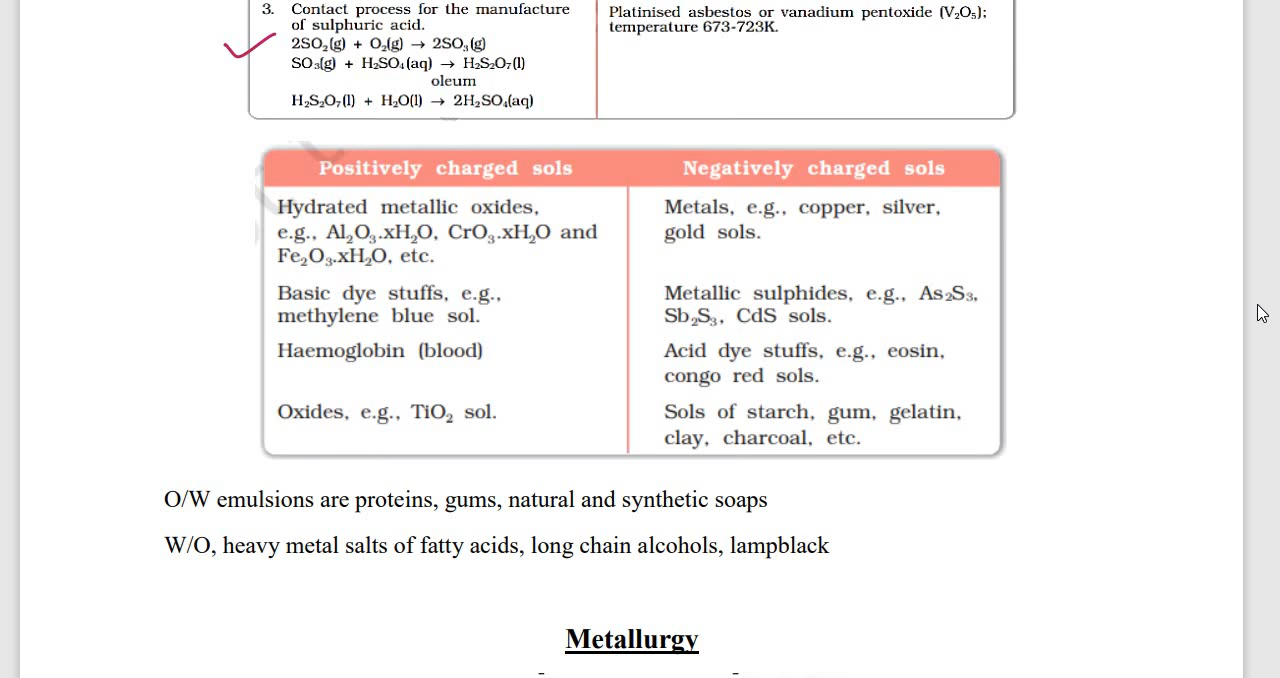 3. Contact process for the manufacture
of sulphuric acid.
2SO₂(g) + O₂(g) → 2SO₃(g)
SO₃(g) + H₂SO₄(aq) → H₂S₂O₇(l)
oleum
H₂S₂O₇(l) + H₂O(l) → 2H₂SO₄(aq)
Platinised asbestos or vanadium pentoxide (V₂O₅);
temperature 673-723K.
Positively charged sols
Negatively charged sols
Hydrated metallic oxides,
e.g., Al₂O₃.xH₂O, CrO₃.xH₂O and
Fe₂O₃.xH₂O, etc.
Metals, e.g., copper, silver,
gold sols.
Basic dye stuffs, e.g.,
methylene blue sol.
Metallic sulphides, e.g., As₂S₃,
Sb₂S₃, CdS sols.
Haemoglobin (blood)
Acid dye stuffs, e.g., eosin,
congo red sols.
Oxides, e.g., TiO₂ sol.
Sols of starch, gum, gelatin,
clay, charcoal, etc.
O/W emulsions are proteins, gums, natural and synthetic soaps
W/O, heavy metal salts of fatty acids, long chain alcohols, lampblack
Metallurgy